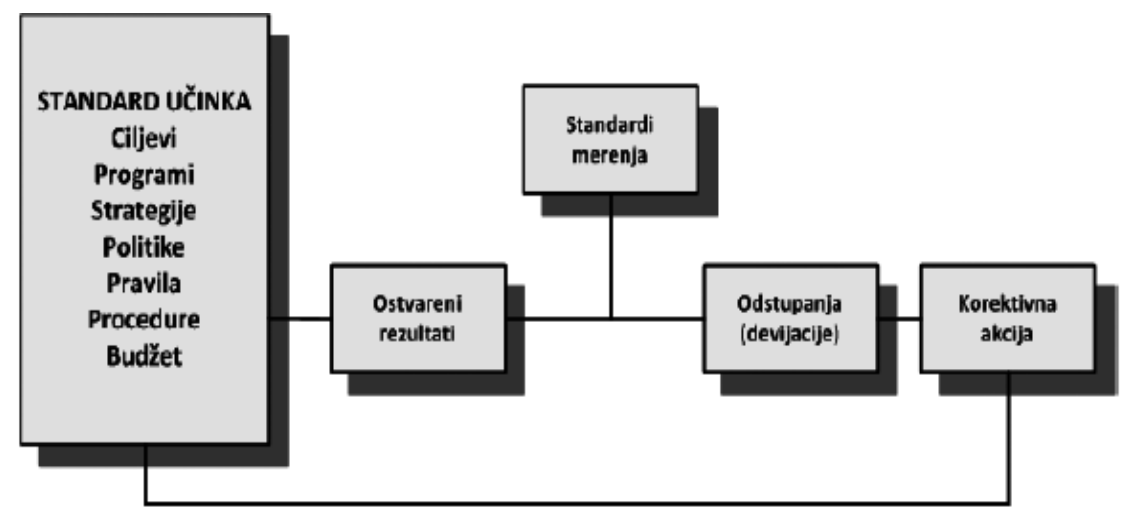 STANDARD UČINKA
Ciljevi
Programi
Strategije
Politike
Pravila
Procedure
Budžet
Ostvareni
rezultati
Standardi
merenja
Odstupanja
(devijacije)
Korektivna
akcija